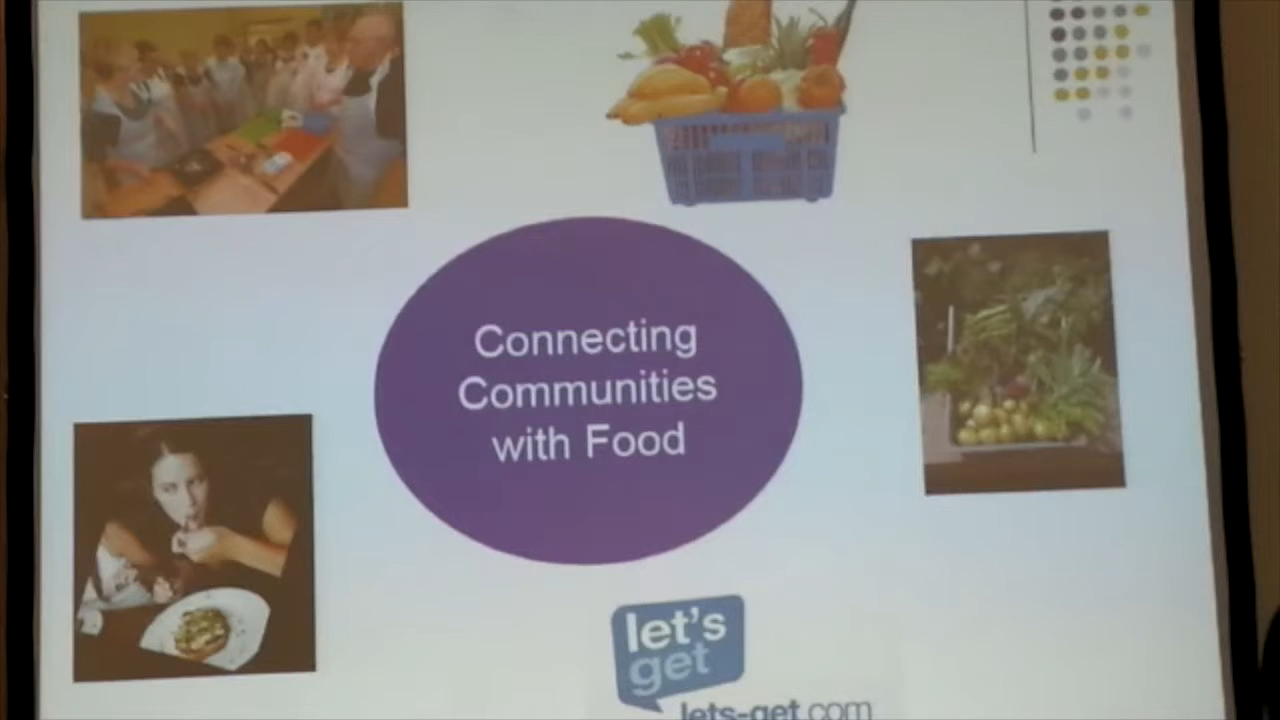 Connecting
Communities
with Food
let's
get
lets-get.com